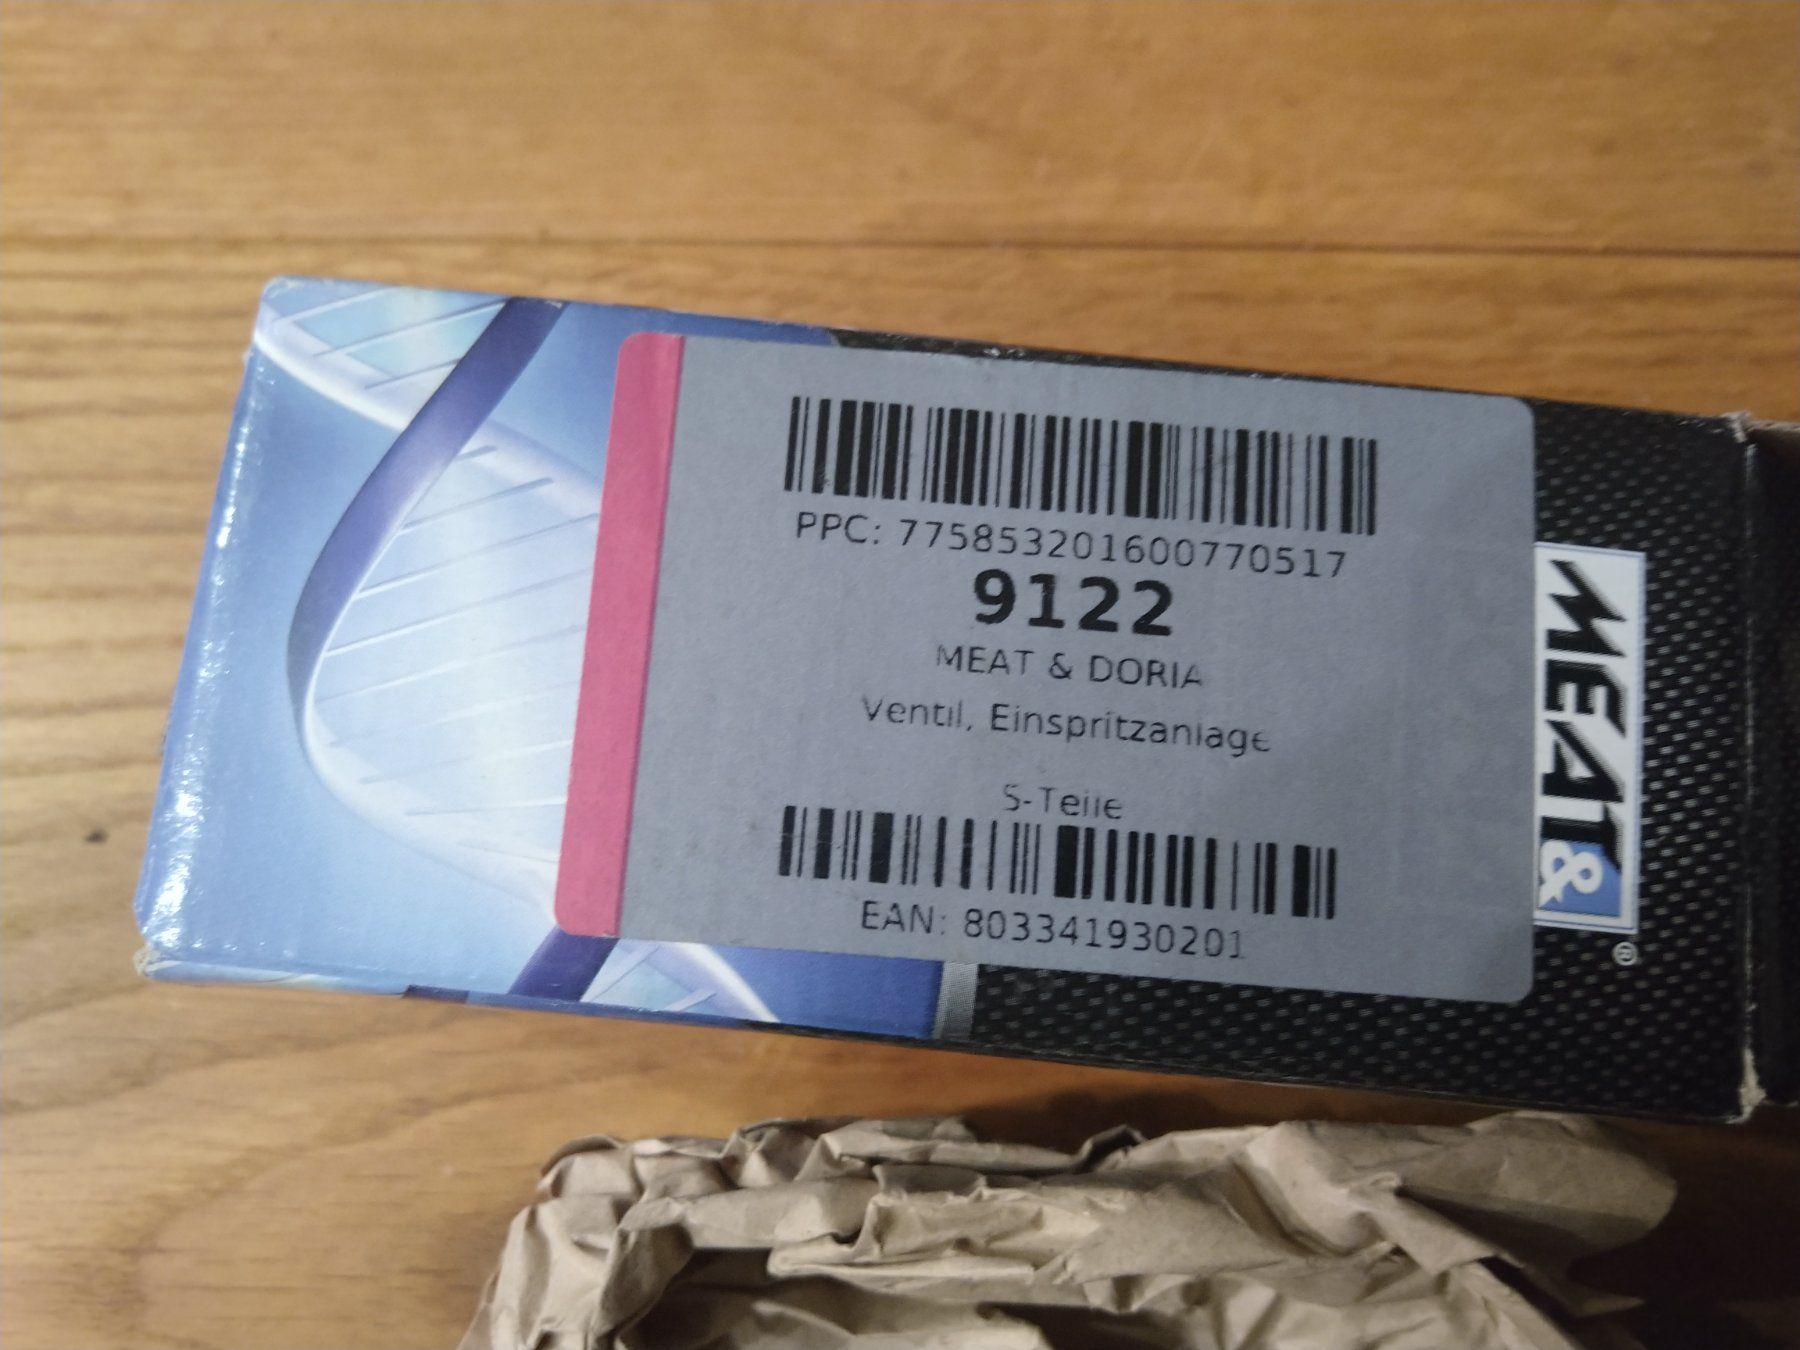 PPC: 775853201600770517
9122
MEAT & DORIA
Ventil, Einspritzanlage
S-Teile
EAN: 803341930201
MEAT&
®